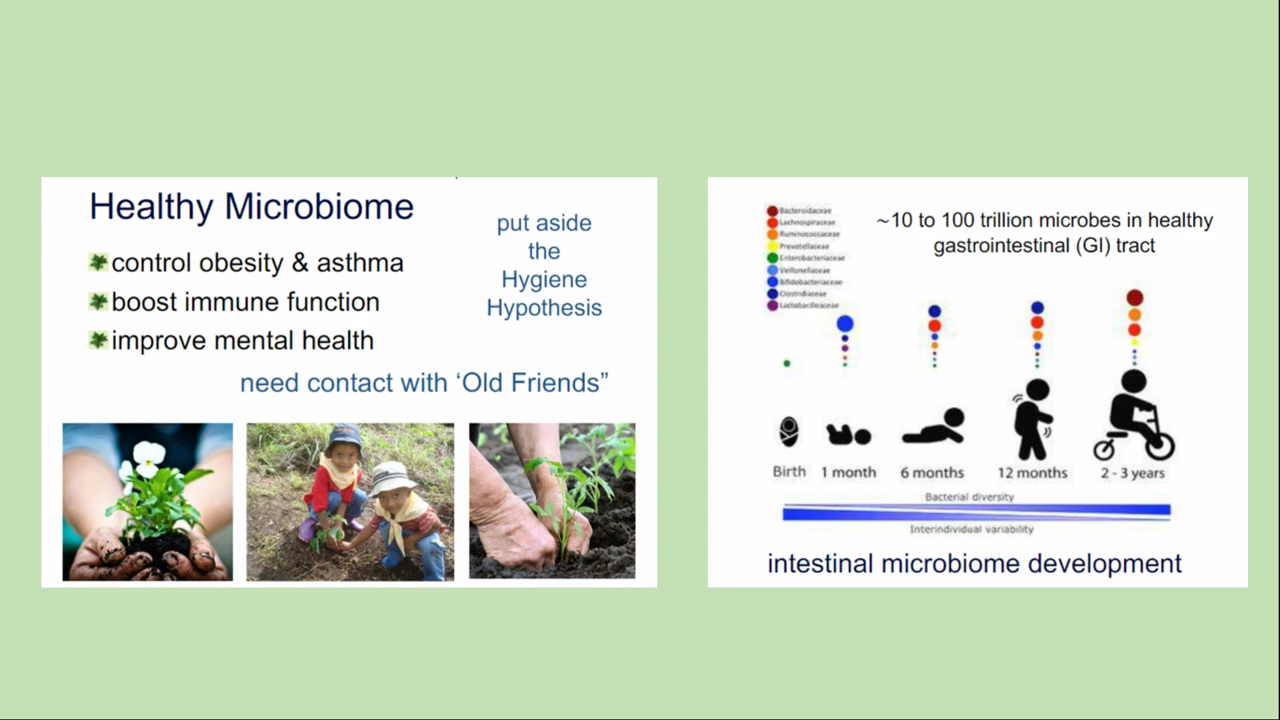 Healthy Microbiome
control obesity & asthma
boost immune function
improve mental health
put aside
the
Hygiene
Hypothesis
need contact with ‘Old Friends”
Bacteroidaceae
Lachnospiraceae
Ruminococcaceae
Prevotellaceae
Enterobacteriaceae
Veillonellaceae
Bifidobacteriaceae
Clostridiaceae
Lactobacillaceae
~10 to 100 trillion microbes in healthy
gastrointestinal (GI) tract
Birth 1 month 6 months 12 months 2 - 3 years
Bacterial diversity
Interindividual variability
intestinal microbiome development